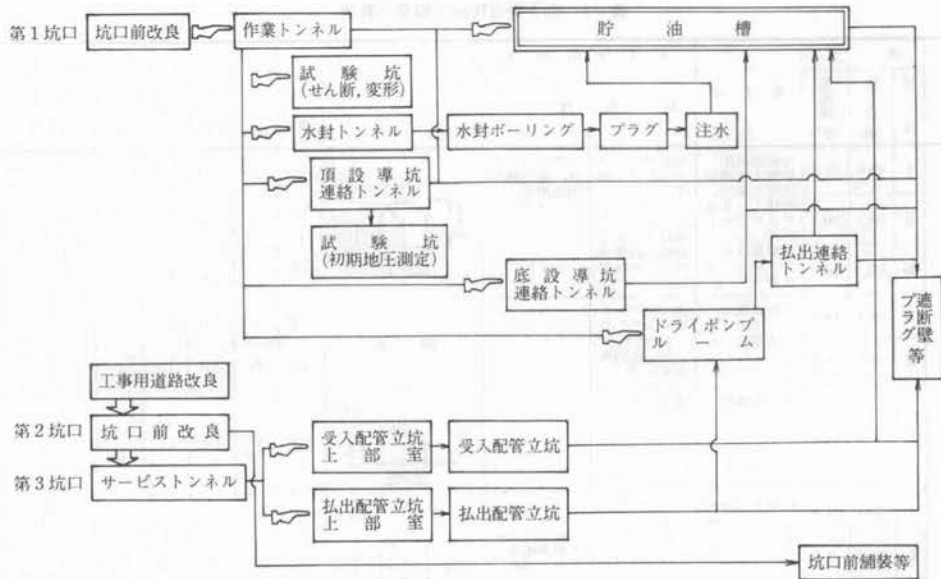 第1坑口 坑口前改良 作業トンネル 貯油槽
試験坑
(せん断，変形)
水封トンネル 水封ボーリング プラグ 注水
頂設導坑
連絡トンネル
試験坑
(初期地圧測定)
払出連絡
トンネル
底設導坑
連絡トンネル
遮断壁
プラグ等
ドライポンプ
ルーム
工事用道路改良
第2坑口 坑口前改良
受入配管立坑
上部室
受入配管立坑
第3坑口 サービストンネル
払出配管立坑
上部室
払出配管立坑
坑口前舗装等